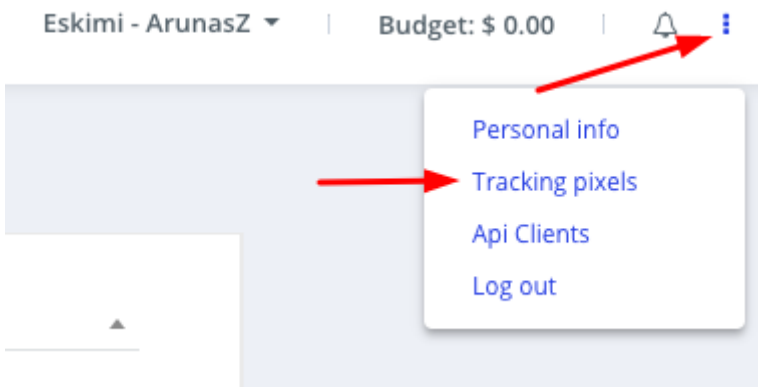 Eskimi - ArunasZ
Budget: $ 0.00
Personal info
Tracking pixels
Api Clients
Log out